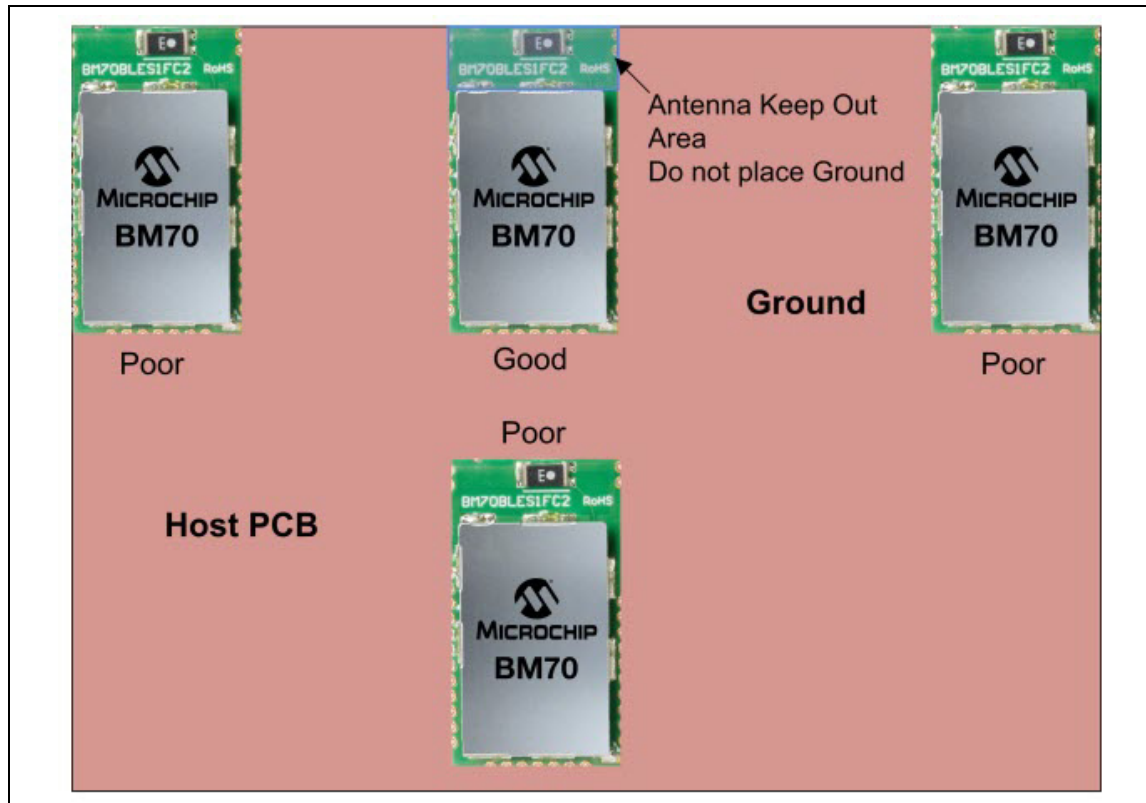 E
BM70BLES1FC2 RoHS
MICROCHIP
BM70
Poor
E
BM70BLES1FC2 RoHS
MICROCHIP
BM70
Good
Antenna Keep Out
Area
Do not place Ground
E
BM70BLES1FC2 RoHS
MICROCHIP
BM70
Poor
Ground
Host PCB
Poor
E
BM70BLES1FC2 RoHS
MICROCHIP
BM70